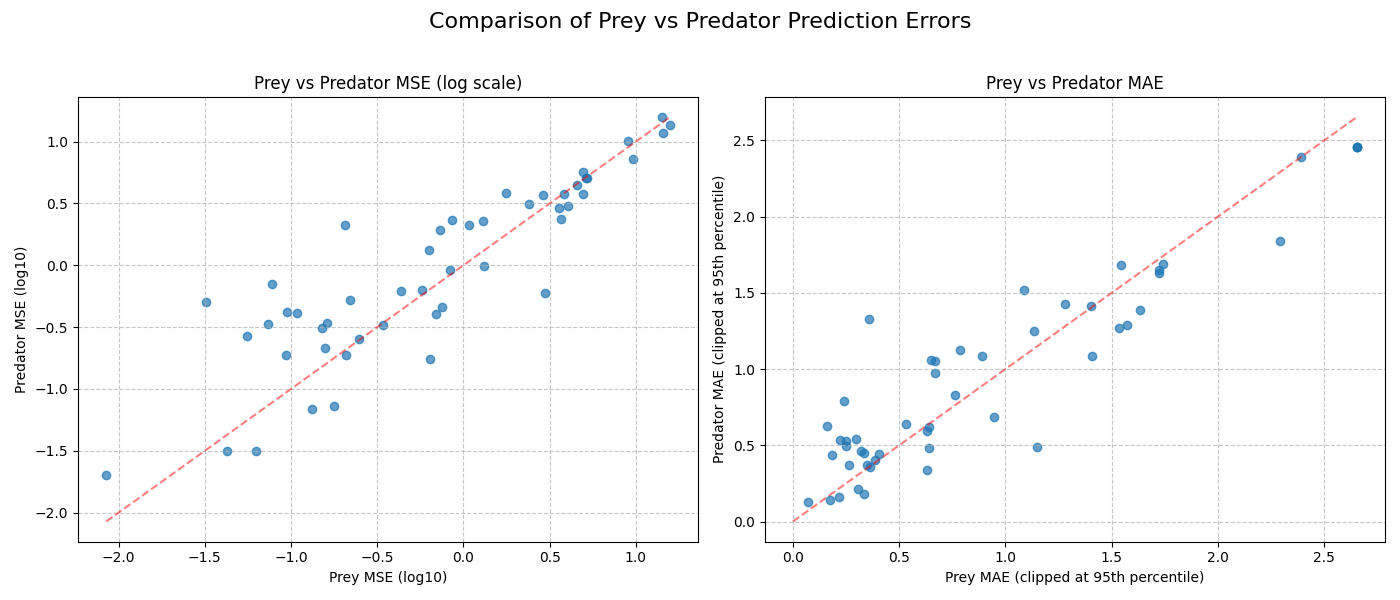 Comparison of Prey vs Predator Prediction Errors
Prey vs Predator MSE (log scale)
Predator MSE (log10)
1.0
0.5
0.0
−0.5
−1.0
−1.5
−2.0
−2.0 −1.5 −1.0 −0.5 0.0 0.5 1.0
Prey MSE (log10)
Prey vs Predator MAE
Predator MAE (clipped at 95th percentile)
2.5
2.0
1.5
1.0
0.5
0.0
0.0 0.5 1.0 1.5 2.0 2.5
Prey MAE (clipped at 95th percentile)